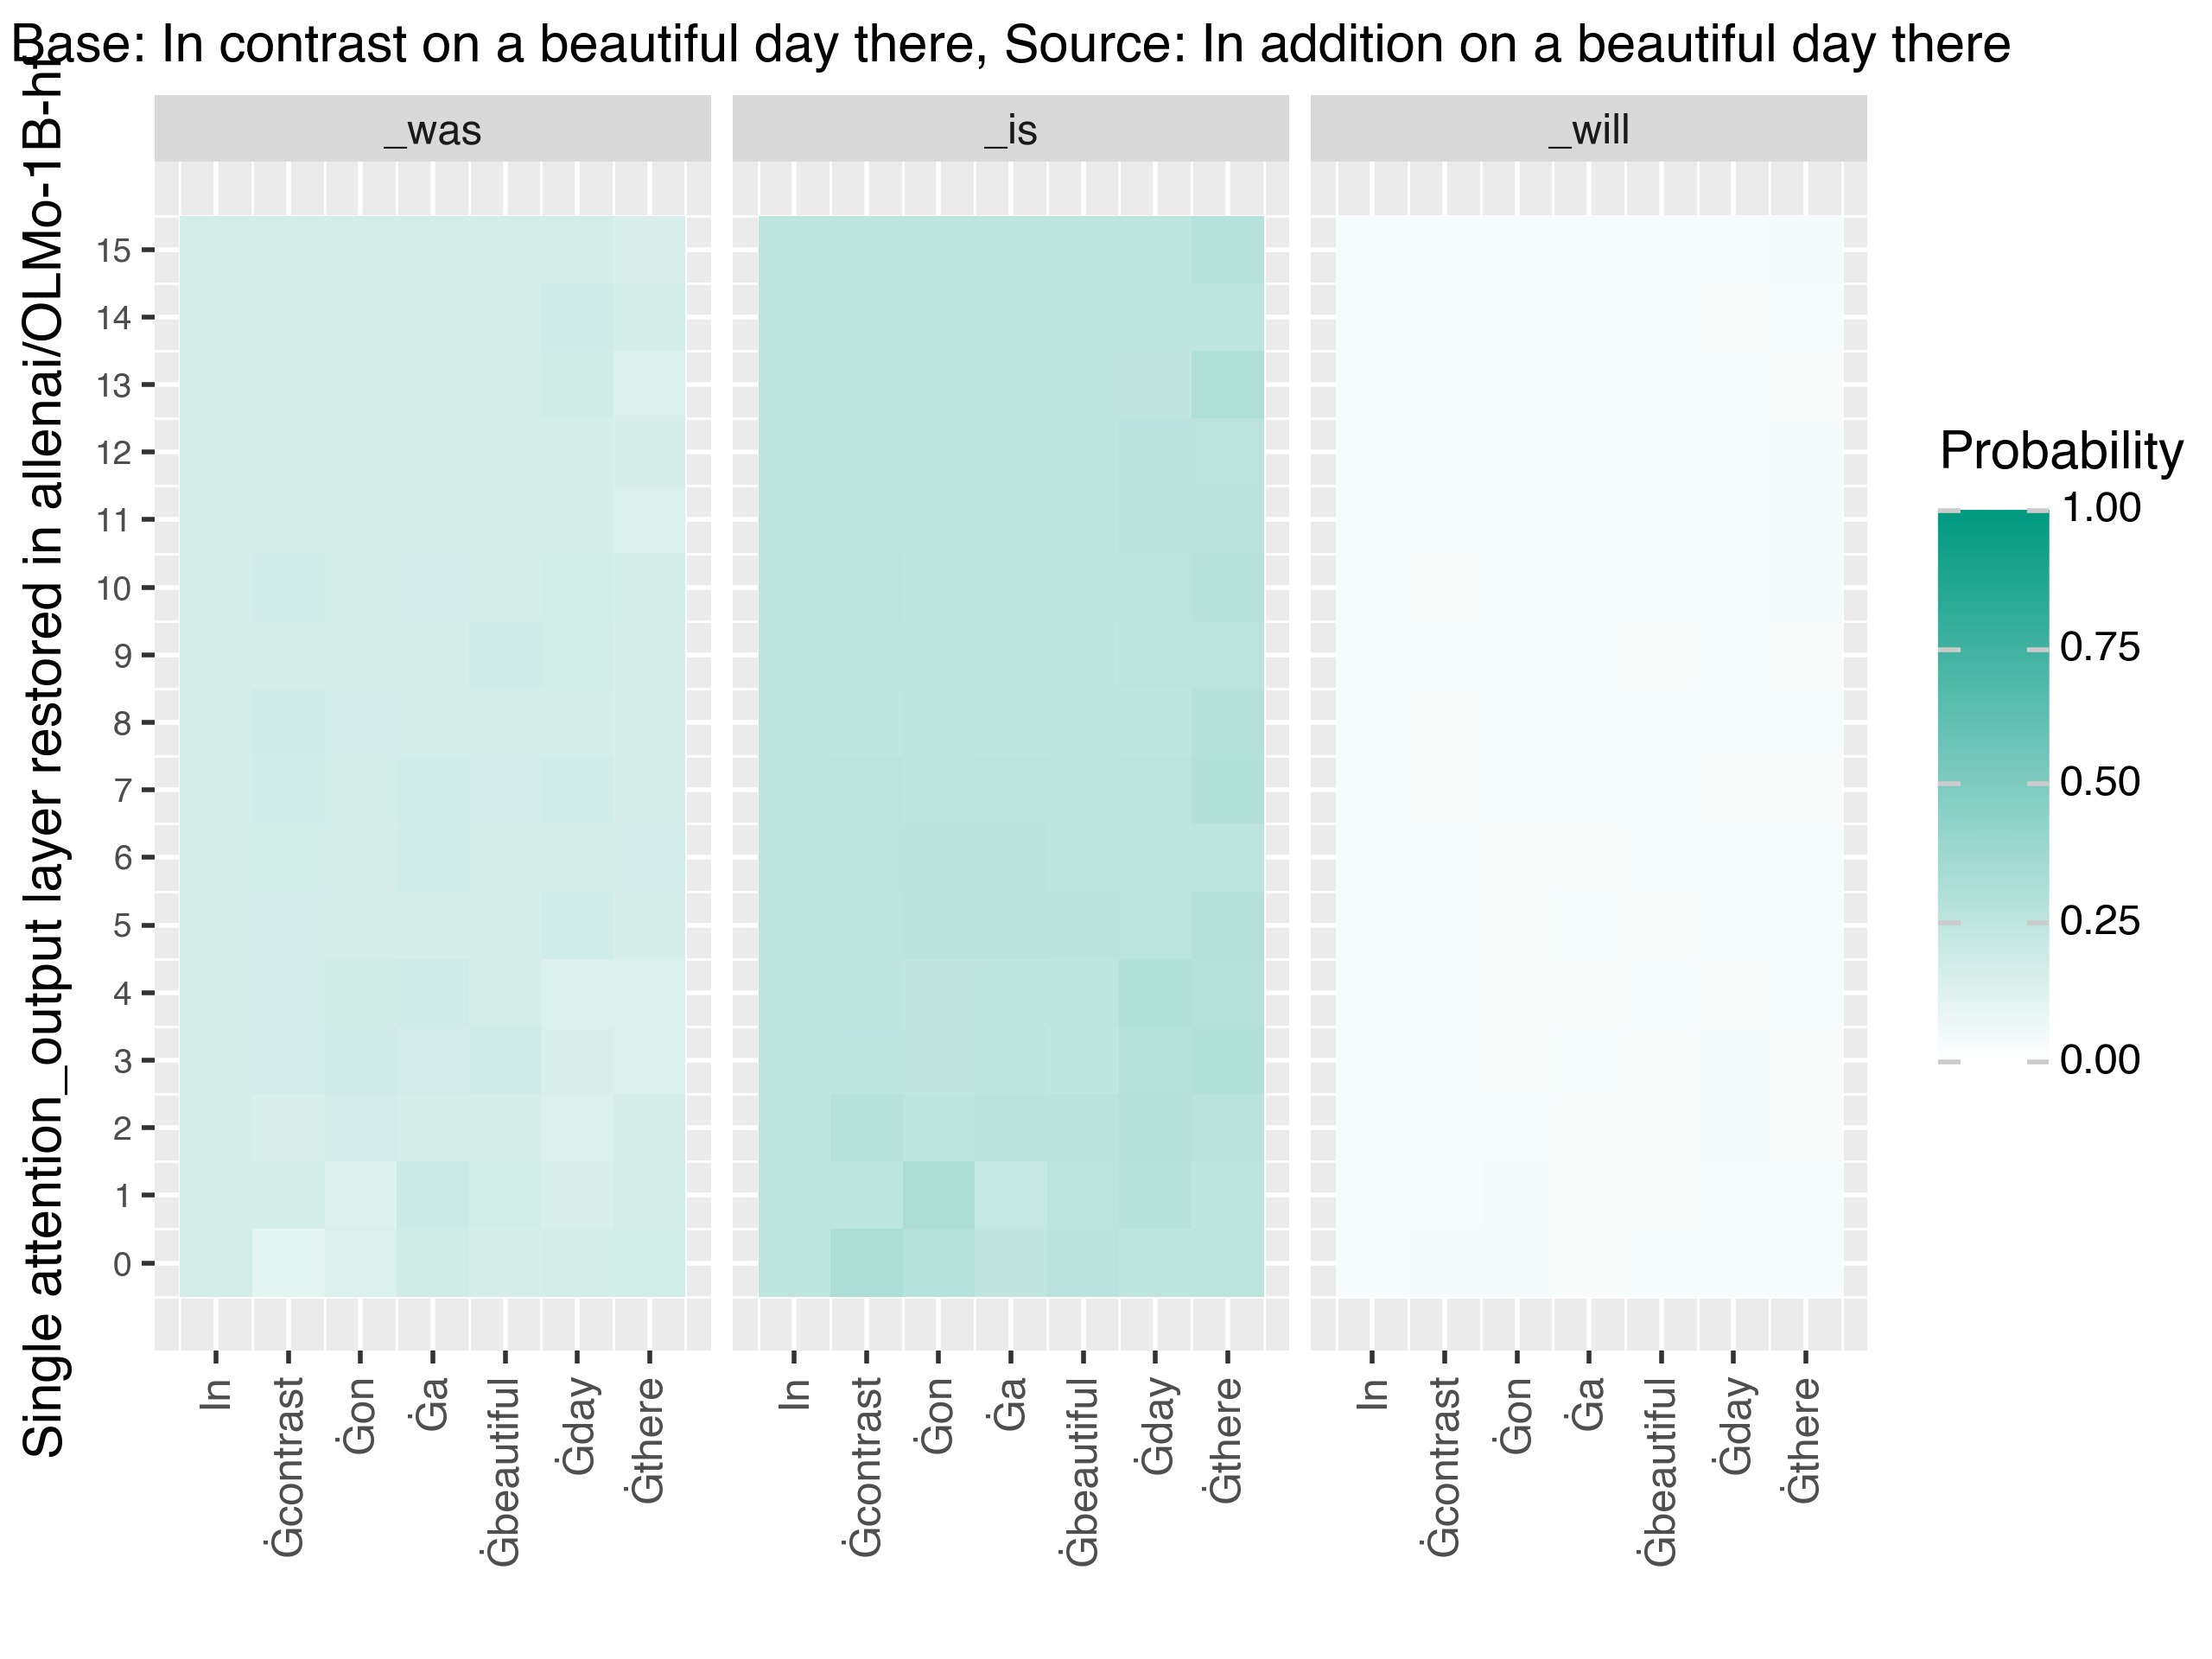 Base: In contrast on a beautiful day there, Source: In addition on a beautiful day there
Single attention_output layer restored in allenai/OLMo-1B-hf
_was
_is
_will
15
14
13
12
11
10
9
8
7
6
5
4
3
2
1
0
In
Ġcontrast
Ġon
Ġa
Ġbeautiful
Ġday
Ġthere
In
Ġcontrast
Ġon
Ġa
Ġbeautiful
Ġday
Ġthere
In
Ġcontrast
Ġon
Ġa
Ġbeautiful
Ġday
Ġthere
Probability
1.00
0.75
0.50
0.25
0.00